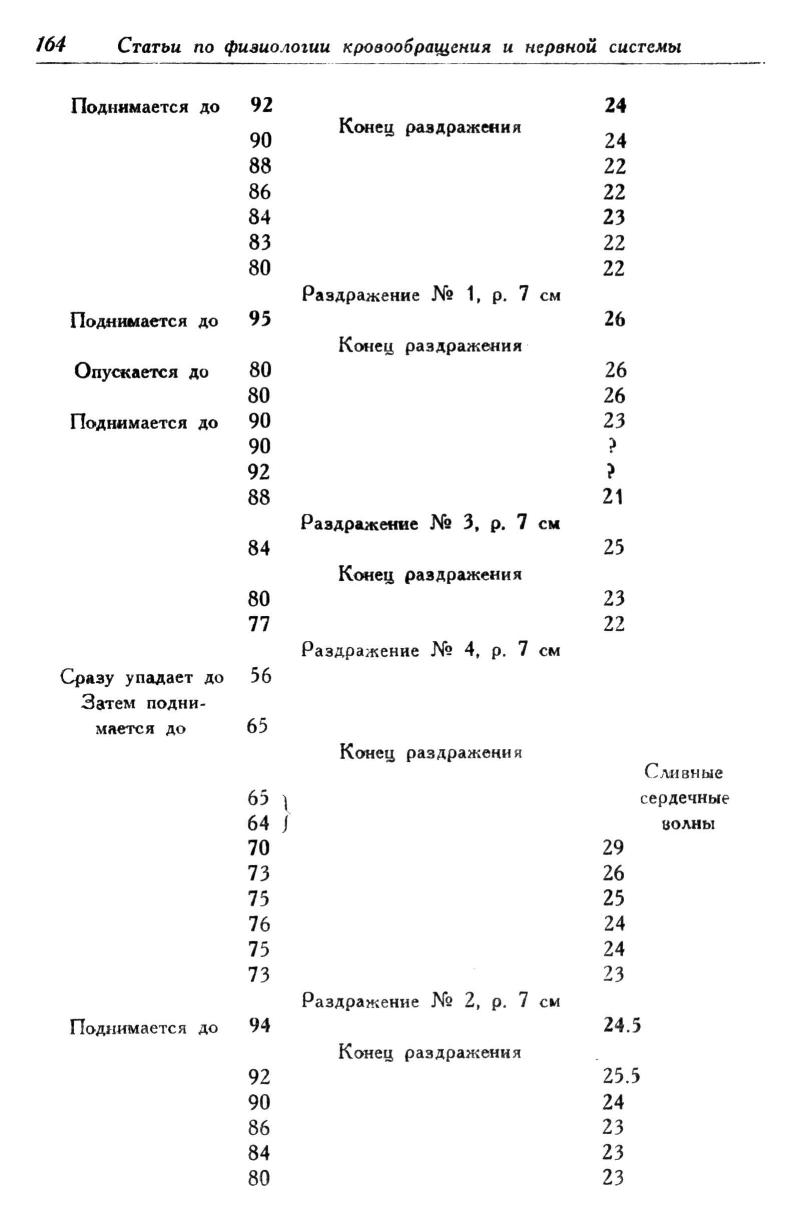 164 Статьи по физиологии кровообращения и нервной системы
Поднимается до 92 24
Конец раздражения
90 24
88 22
86 22
84 23
83 22
80 22
Раздражение № 1, р. 7 см
Поднимается до 95 26
Конец раздражения
Опускается до 80 26
80 26
Поднимается до 90 23
90 ?
92 ?
88 21
Раздражение № 3, р. 7 см
84 25
Конец раздражения
80 23
77 22
Раздражение № 4, р. 7 см
Сразу упадает до 56
Затем подни-
мается до 65
Конец раздражения
Сливные
65 } сердечные
64 } волны
70 29
73 26
75 25
76 24
75 24
73 23
Раздражение № 2, р. 7 см
Поднимается до 94 24.5
Конец раздражения
92 25.5
90 24
86 23
84 23
80 23